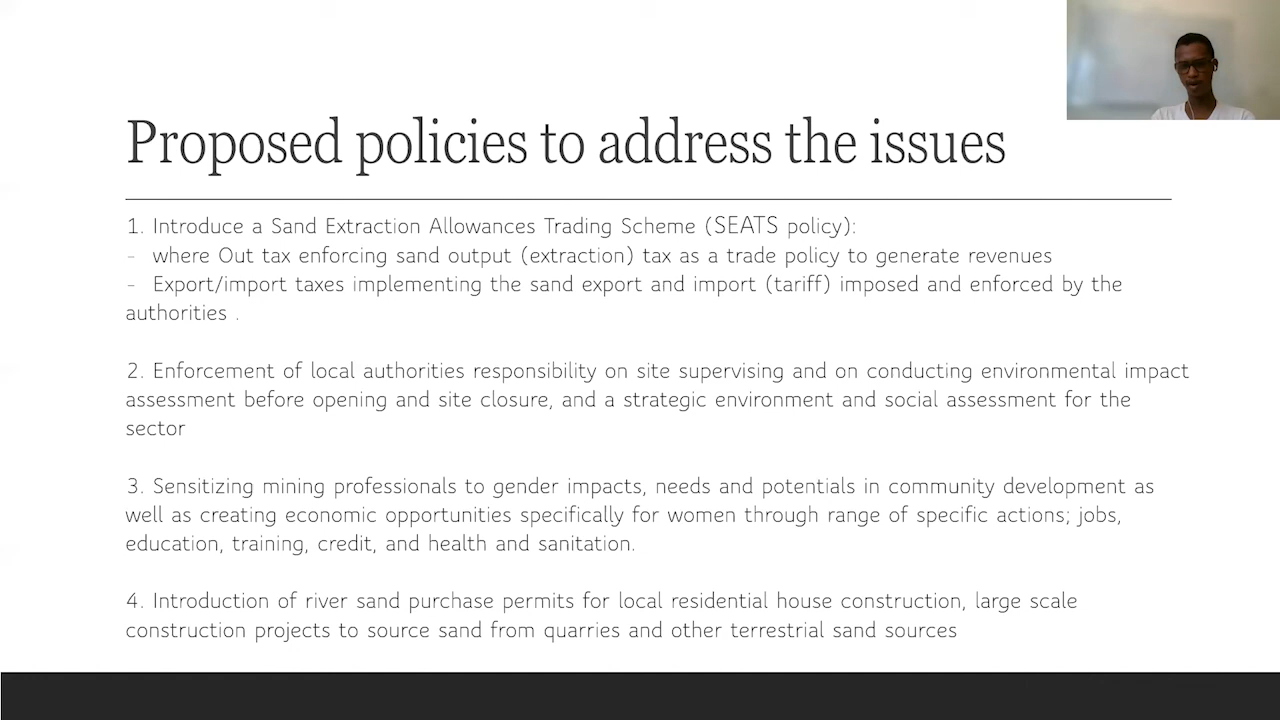 Proposed policies to address the issues
1. Introduce a Sand Extraction Allowances Trading Scheme (SEATS policy):
- where Out tax enforcing sand output (extraction) tax as a trade policy to generate revenues
- Export/import taxes implementing the sand export and import (tariff) imposed and enforced by the
authorities .
2. Enforcement of local authorities responsibility on site supervising and on conducting environmental impact
assessment before opening and site closure, and a strategic environment and social assessment for the
sector
3. Sensitizing mining professionals to gender impacts, needs and potentials in community development as
well as creating economic opportunities specifically for women through range of specific actions; jobs,
education, training, credit, and health and sanitation.
4. Introduction of river sand purchase permits for local residential house construction, large scale
construction projects to source sand from quarries and other terrestrial sand sources